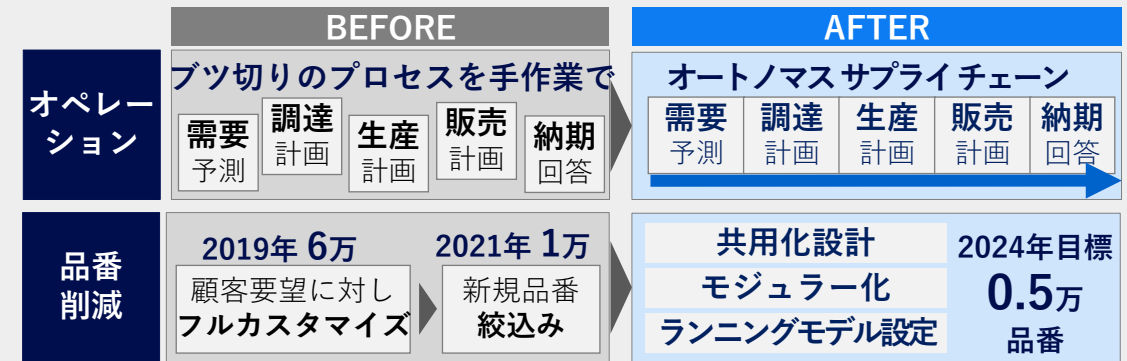 BEFORE
AFTER
オペレー
ション
ブツ切りのプロセスを手作業で
需要
予測
調達
計画
生産
計画
販売
計画
納期
回答
オートノマス サプライ チェーン
需要
予測
調達
計画
生産
計画
販売
計画
納期
回答
品番
削減
2019年 6万
顧客要望に対し
フルカスタマイズ
2021年 1万
新規品番
絞込み
共用化設計
モジュラー化
ランニングモデル設定
2024年目標
0.5万
品番